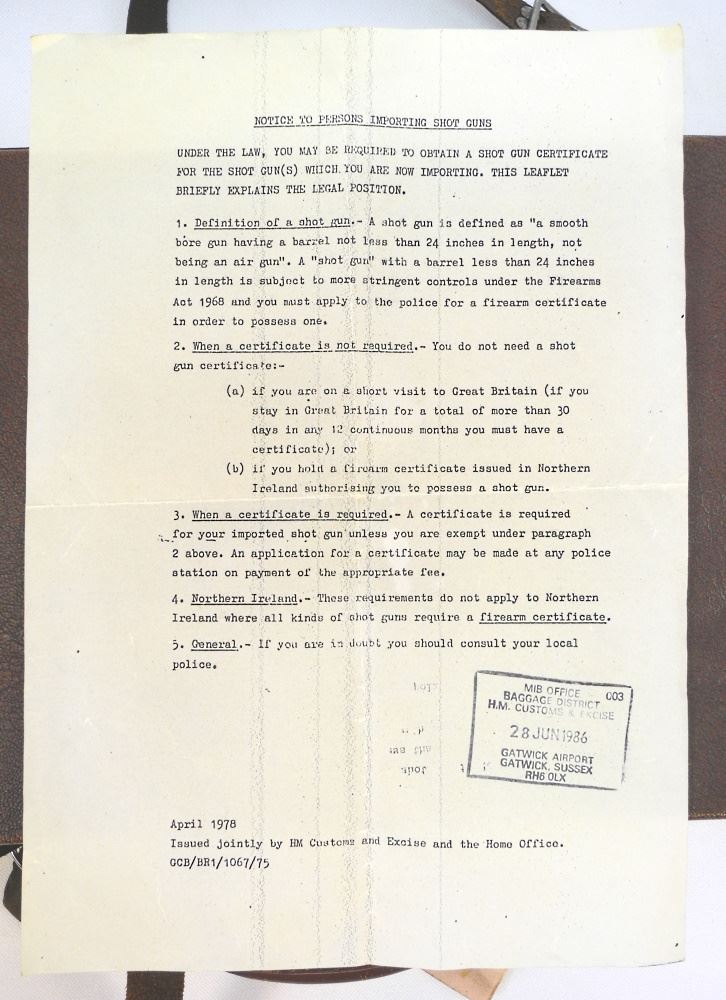 NOTICE TO PERSONS IMPORTING SHOT GUNS
UNDER THE LAW, YOU MAY BE REQUIRED TO OBTAIN A SHOT GUN CERTIFICATE
FOR THE SHOT GUN(S) WHICH YOU ARE NOW IMPORTING. THIS LEAFLET
BRIEFLY EXPLAINS THE LEGAL POSITION.
1. Definition of a shot gun.- A shot gun is defined as "a smooth
bore gun having a barrel not less than 24 inches in length, not
being an air gun". A "shot gun" with a barrel less than 24 inches
in length is subject to more stringent controls under the Firearms
Act 1968 and you must apply to the police for a firearm certificate
in order to possess one.
2. When a certificate is not required.- You do not need a shot
gun certificate:-
(a) if you are on a short visit to Great Britain (if you
stay in Great Britain for a total of more than 30
days in any 12 continuous months you must have a
certificate); or
(b) if you hold a firearm certificate issued in Northern
Ireland authorising you to possess a shot gun.
3. When a certificate is required.- A certificate is required
for your imported shot gun unless you are exempt under paragraph
2 above. An application for a certificate may be made at any police
station on payment of the appropriate fee.
4. Northern Ireland.- These requirements do not apply to Northern
Ireland where all kinds of shot guns require a firearm certificate.
5. General.- If you are in doubt you should consult your local
police.
MIB OFFICE 003
BAGGAGE DISTRICT
H.M. CUSTOMS & EXCISE
28 JUN 1986
GATWICK AIRPORT
GATWICK, SUSSEX
RH6 0LX
April 1978
Issued jointly by HM Customs and Excise and the Home Office.
GCB/BR1/1067/75